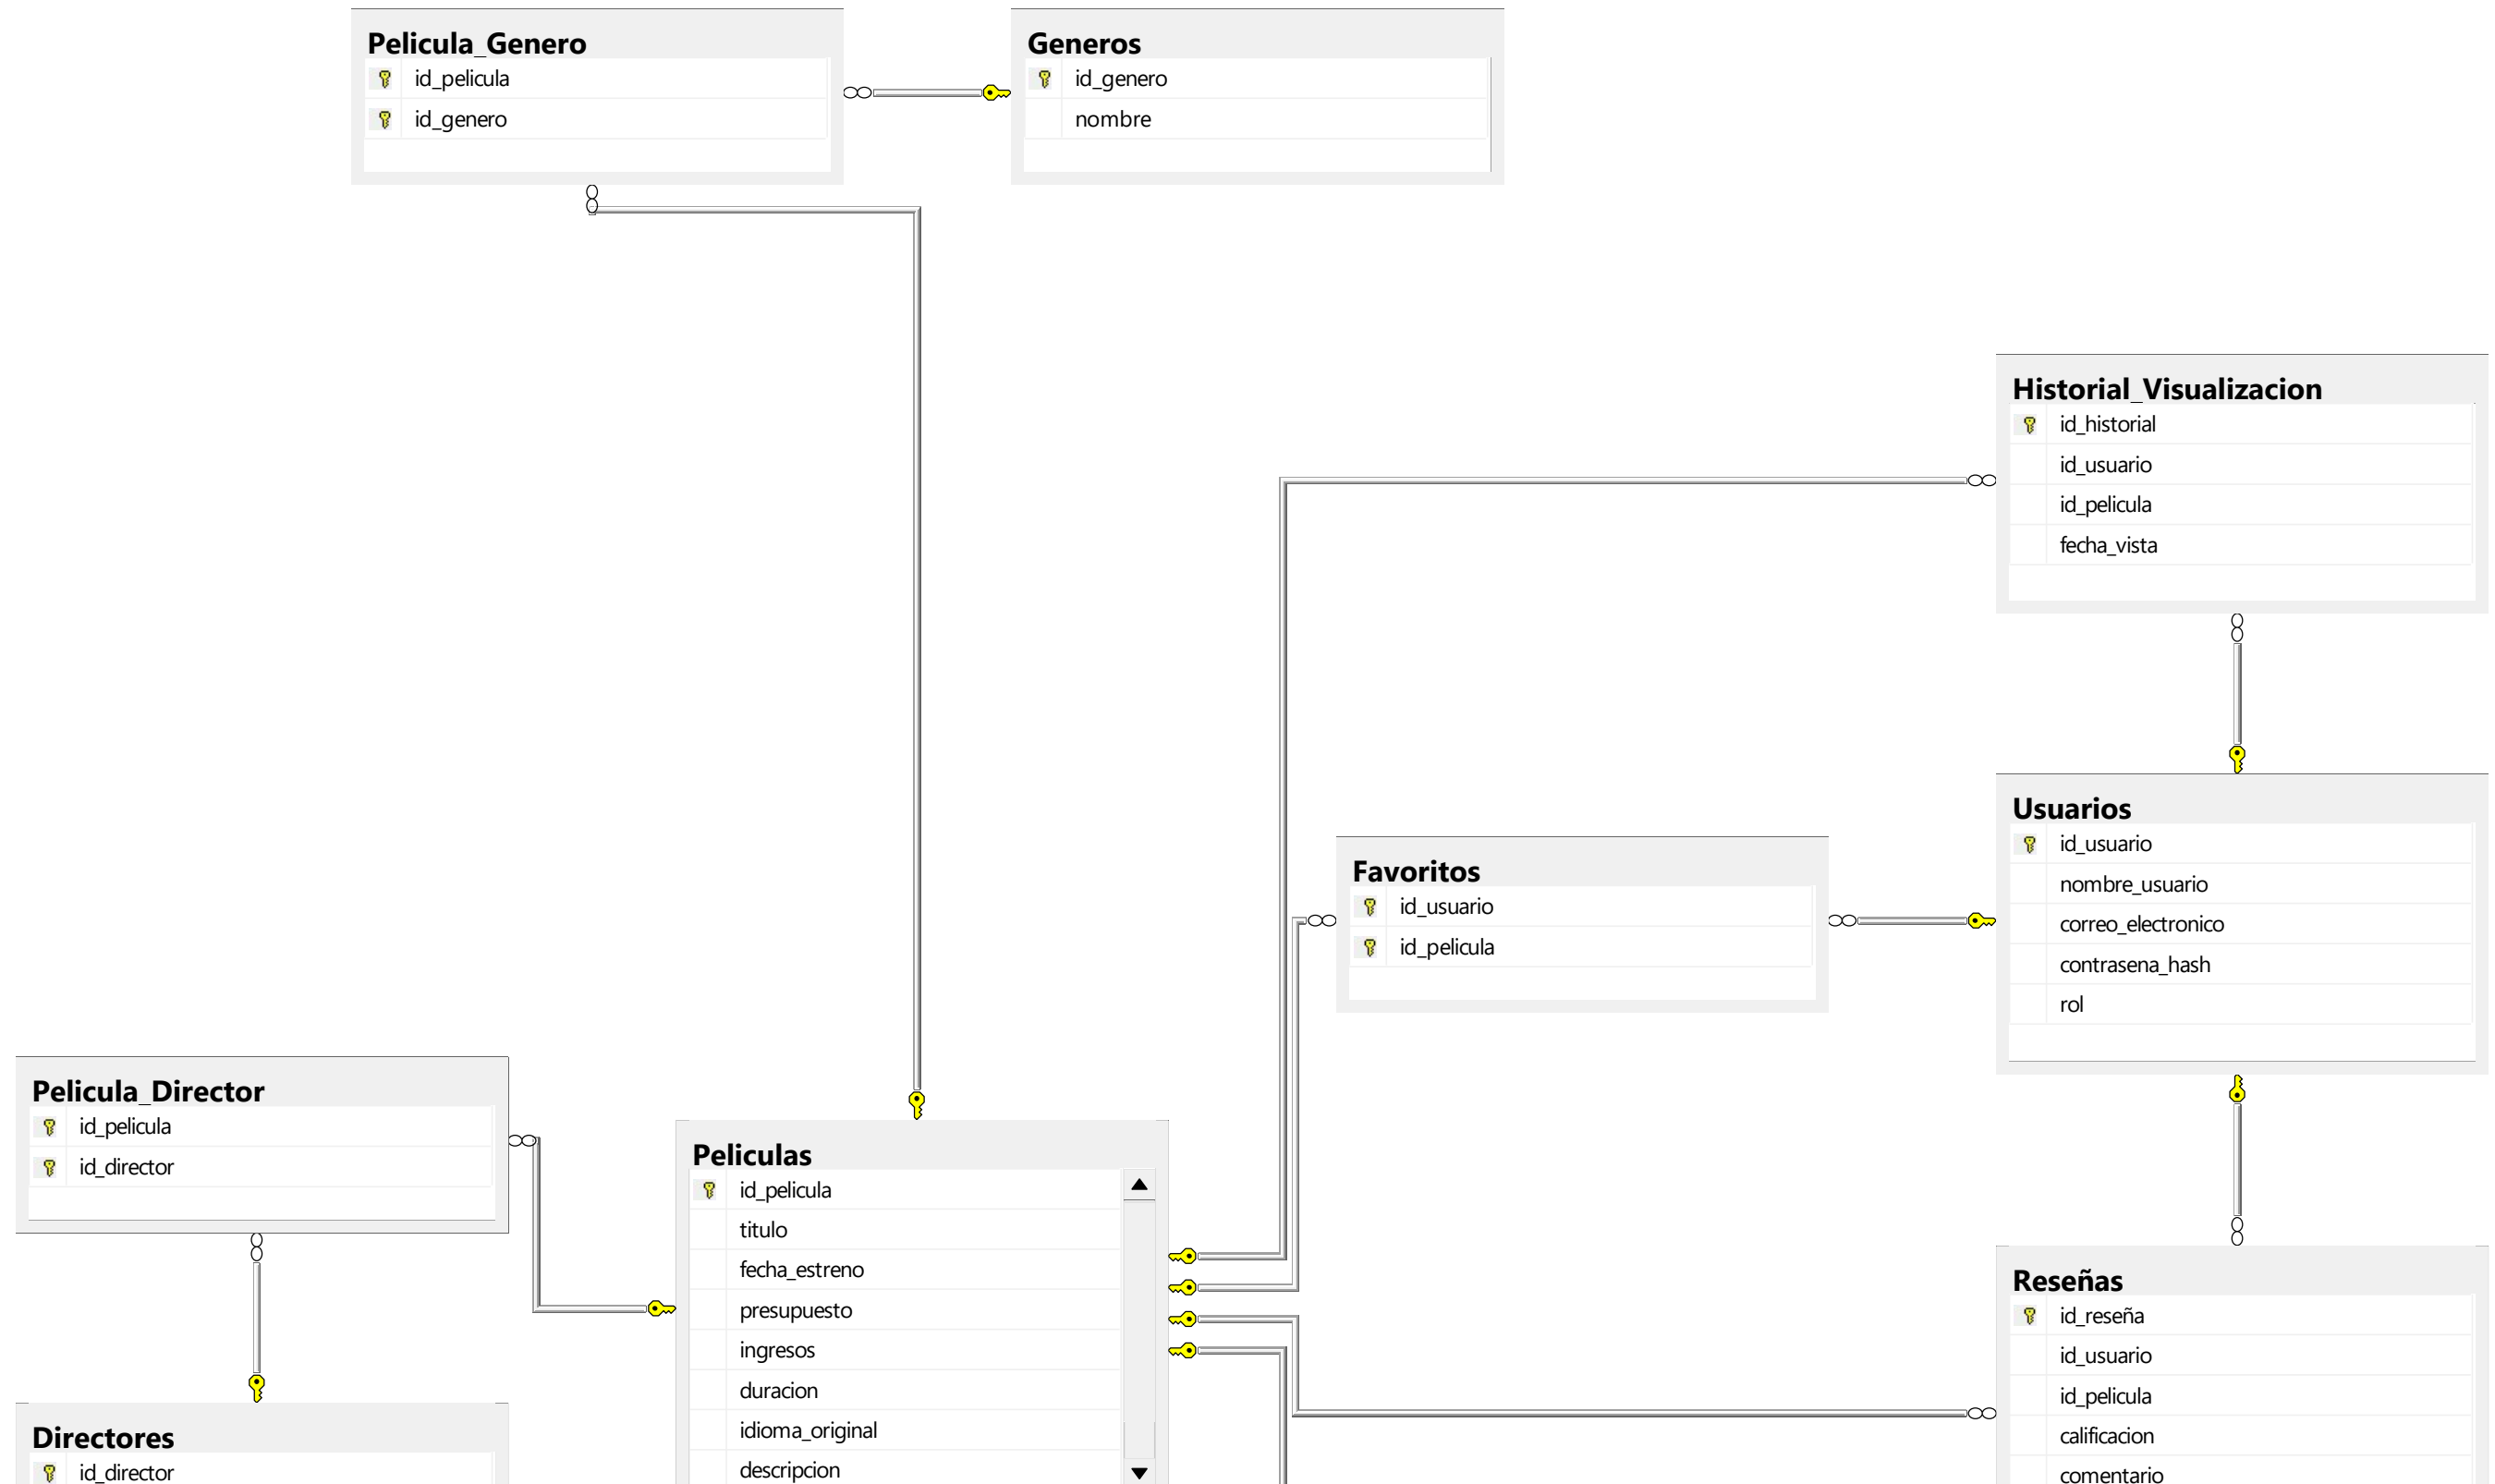 Pelicula_Genero
id_pelicula
id_genero
Generos
id_genero
nombre
Historial_Visualizacion
id_historial
id_usuario
id_pelicula
fecha_vista
Usuarios
id_usuario
nombre_usuario
correo_electronico
contrasena_hash
rol
Favoritos
id_usuario
id_pelicula
Pelicula_Director
id_pelicula
id_director
Peliculas
id_pelicula
titulo
fecha_estreno
presupuesto
ingresos
duracion
idioma_original
descripcion
Reseñas
id_reseña
id_usuario
id_pelicula
calificacion
comentario
Directores
id_director